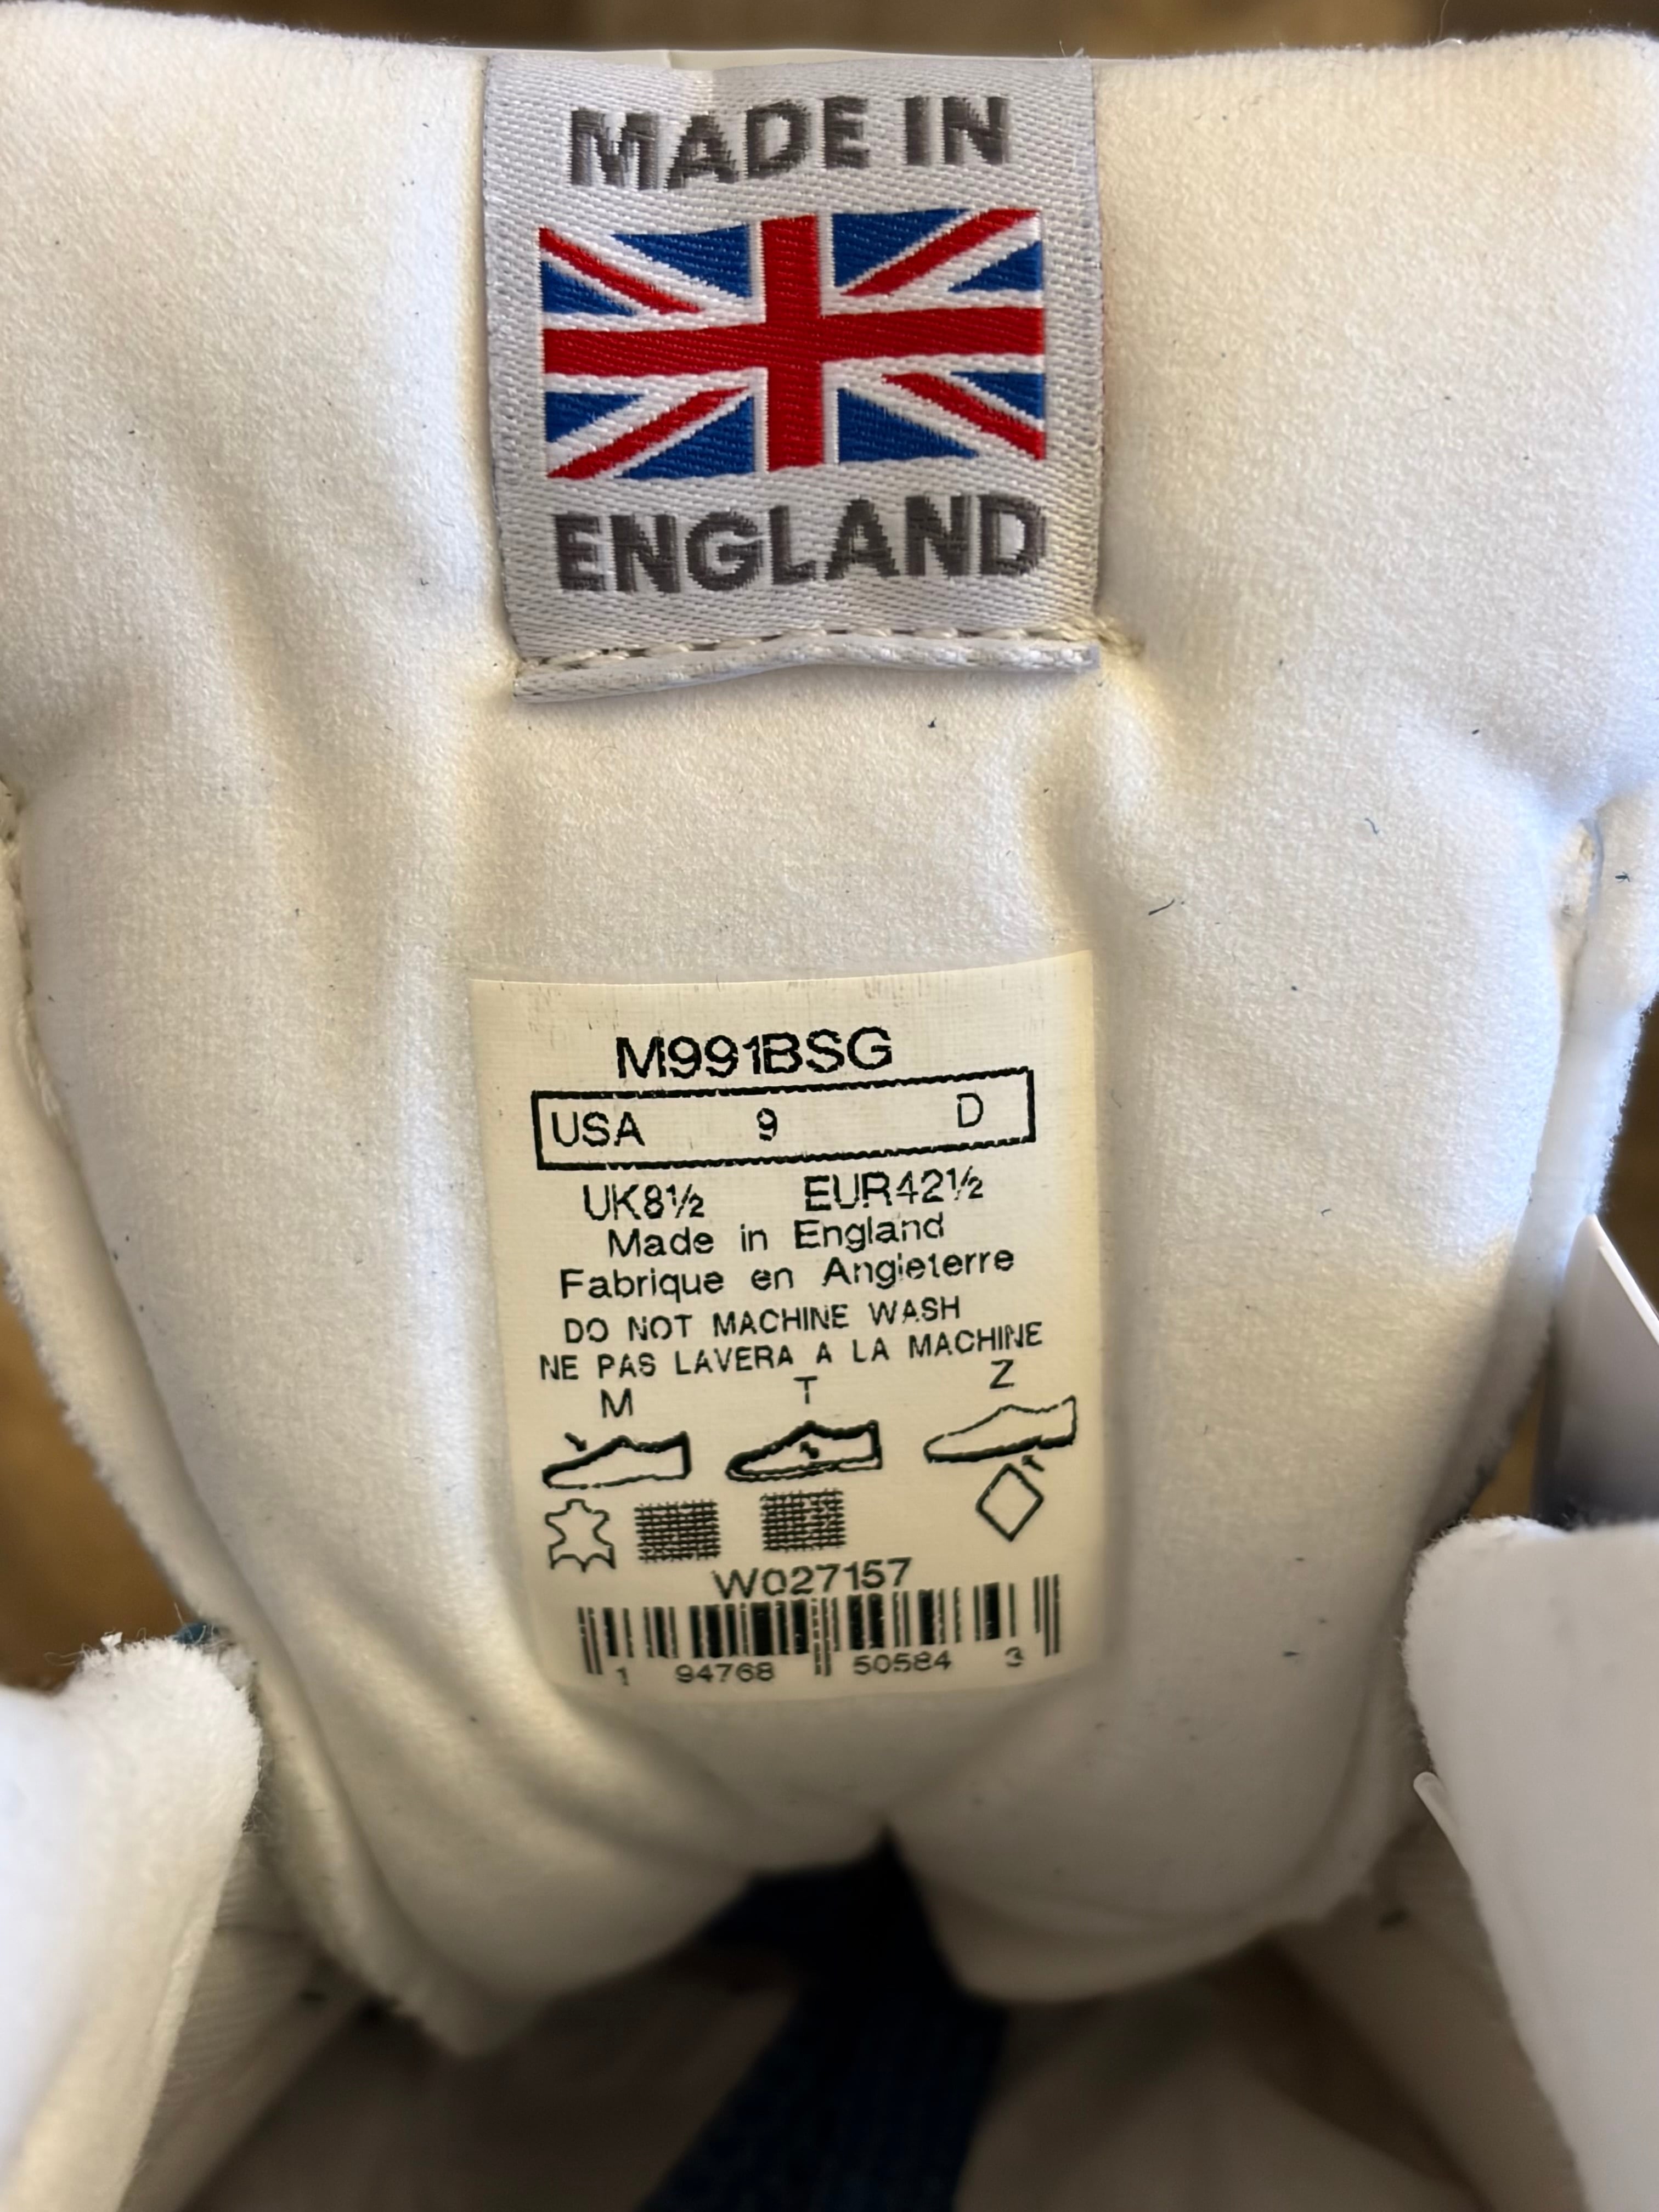 MADE IN
ENGLAND
M991BSG
USA 9 D
UK8½ EUR42½
Made in England
Fabrique en Angleterre
DO NOT MACHINE WASH
NE PAS LAVERA A LA MACHINE
M T Z
W027157
1 94768 50584 3